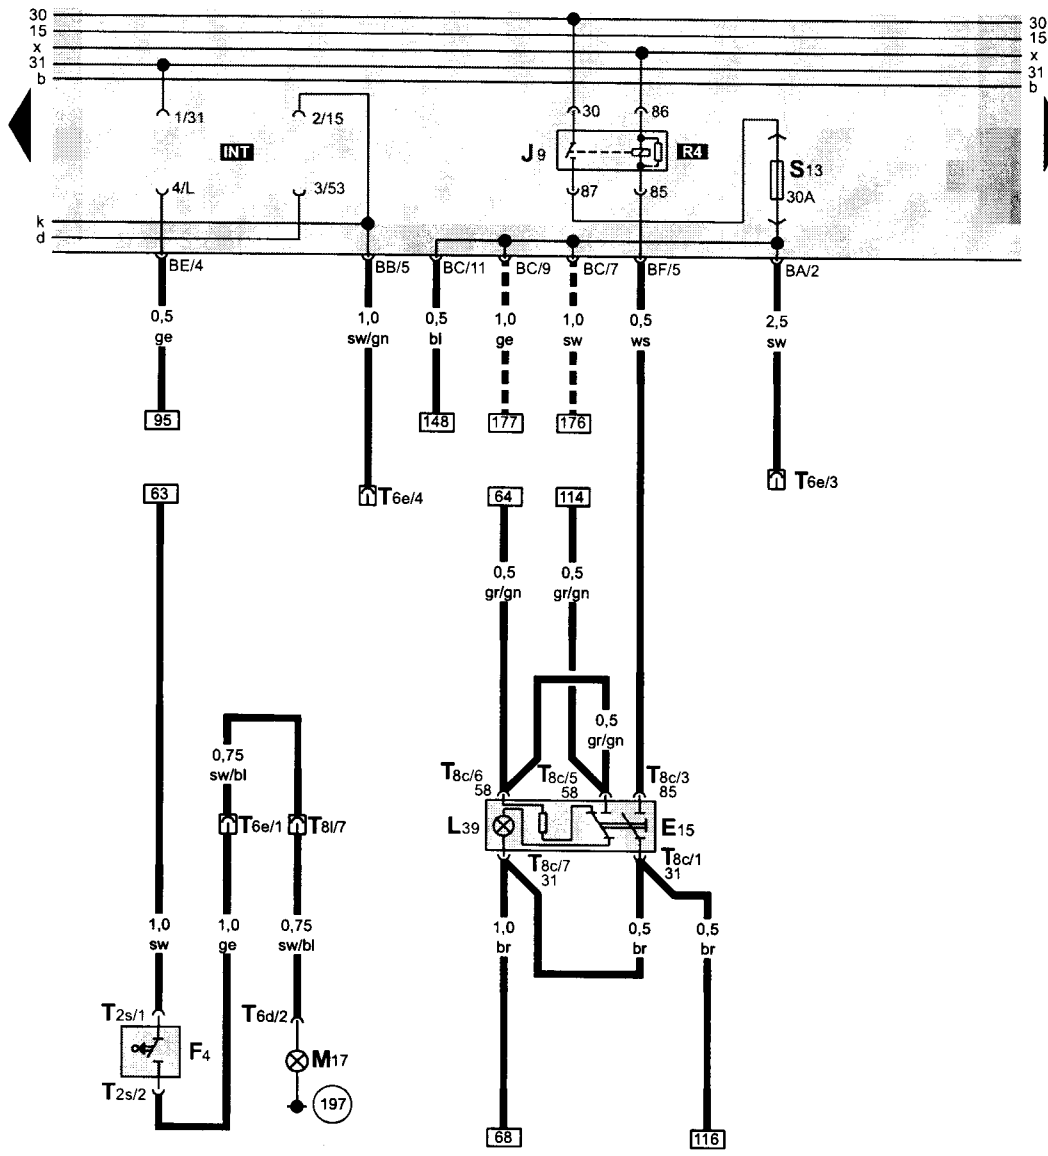 30 30
15 15
x x
31 31
b b
1/31 2/15 30 86
INT J9 R4 S13
4/L 3/53 87 85 30A
k
d
BE/4 BB/5 BC/11 BC/9 BC/7 BF/5 BA/2
0,5 1,0 0,5 1,0 1,0 0,5 2,5
ge sw/gn bl ge sw ws sw
95 148 177 176
T6e/3
63 T6e/4 64 114
0,5 0,5
gr/gn gr/gn
0,5
gr/gn
0,75
sw/bl
T8c/6 T8c/5 T8c/3
58 58 85
T6e/1 T8l/7 L39 E15
T8c/7 T8c/1
31 31
1,0 1,0 0,75 1,0 0,5 0,5
sw ge sw/bl br br br
T2s/1 T6d/2
F4 M17
T2s/2 197
68 116